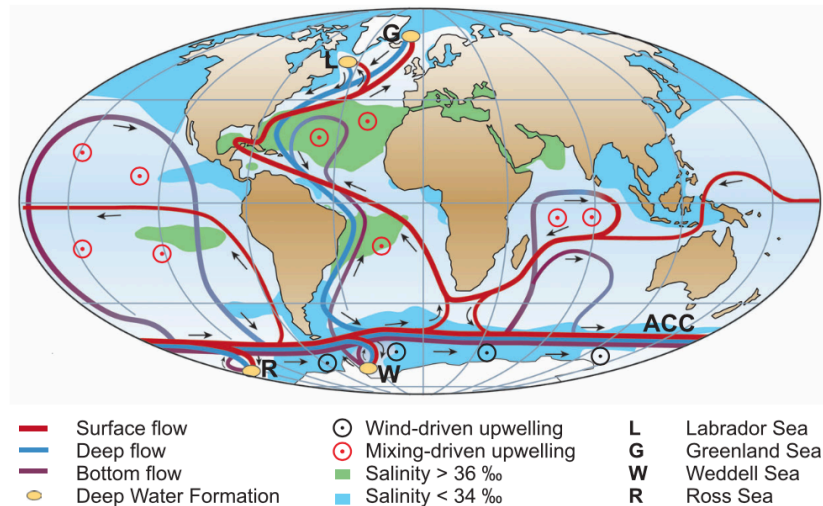 G
L
ACC
R
W
Surface flow
Deep flow
Bottom flow
Deep Water Formation
Wind-driven upwelling
Mixing-driven upwelling
Salinity > 36 ‰
Salinity < 34 ‰
L Labrador Sea
G Greenland Sea
W Weddell Sea
R Ross Sea